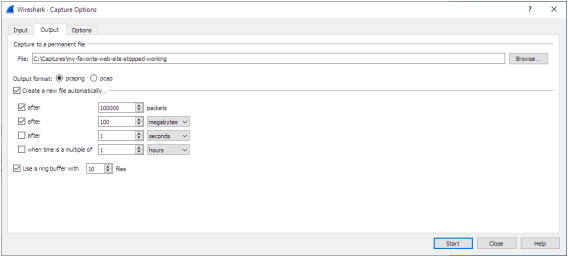 Wireshark - Capture Options
Input Output Options
Capture to a permanent file
File: C:\Captures\my-favorite-web-site-stopped-working Browse...
Output format: pcapng pcap
Create a new file automatically...
after 100000 packets
after 100 megabytes
after 1 seconds
when time is a multiple of 1 hours
Use a ring buffer with 10 files
Start Close Help